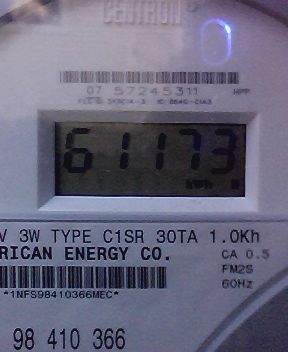 CENTRON
07 57245311 HPP
61173
kWh
V 3W TYPE C1SR 30TA 1.0Kh
RICAN ENERGY CO. CA 0.5
FM2S
*1NFS98410366MEC* 60Hz
98 410 366